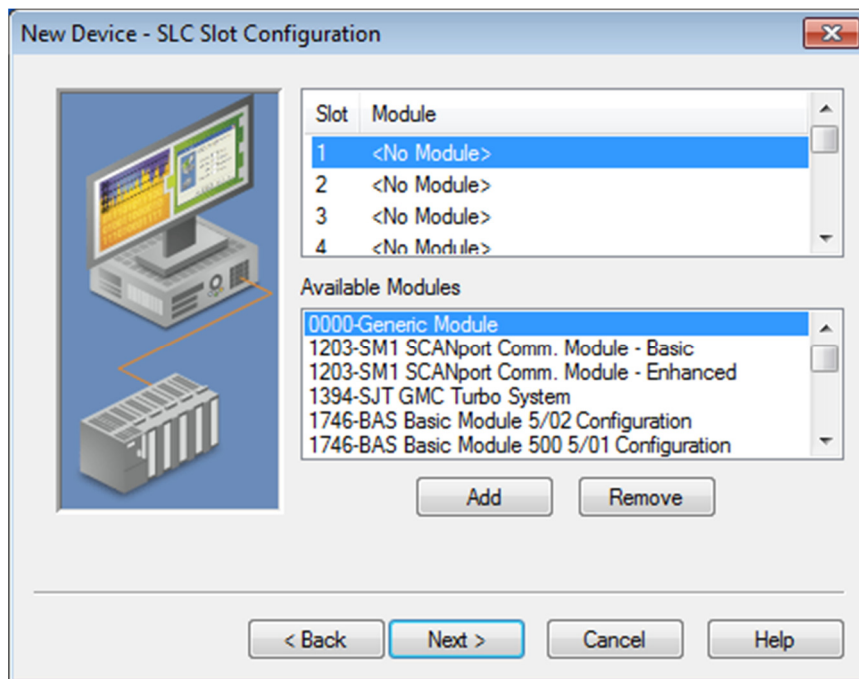 New Device - SLC Slot Configuration
Slot Module
1 <No Module>
2 <No Module>
3 <No Module>
4 <No Module>
Available Modules
0000-Generic Module
1203-SM1 SCANport Comm. Module - Basic
1203-SM1 SCANport Comm. Module - Enhanced
1394-SJT GMC Turbo System
1746-BAS Basic Module 5/02 Configuration
1746-BAS Basic Module 500 5/01 Configuration
Add Remove
< Back Next > Cancel Help